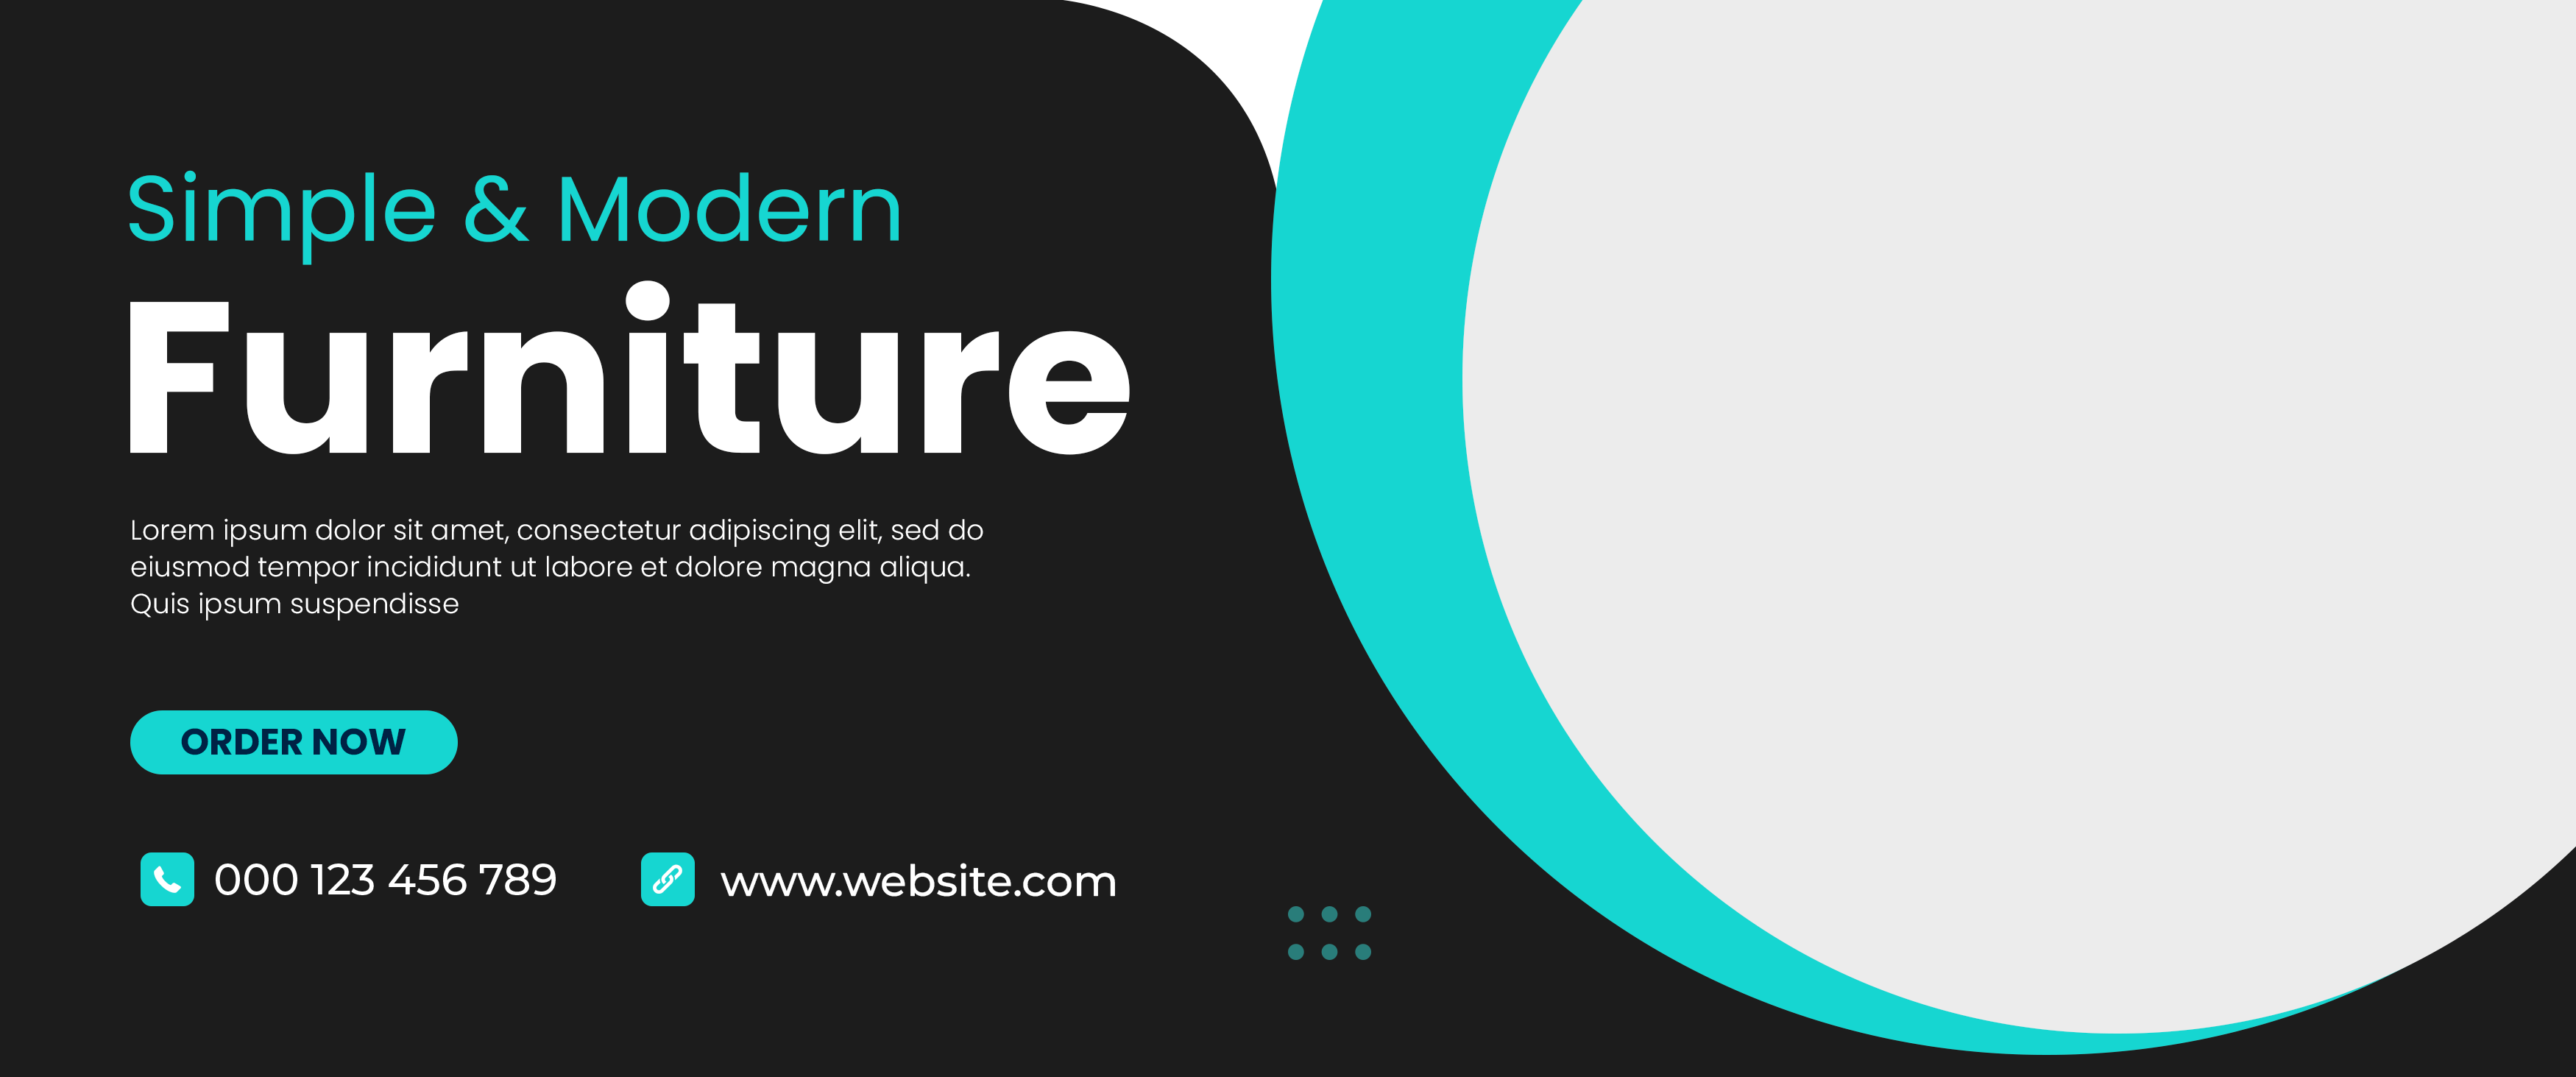 Simple & Modern
Furniture
Lorem ipsum dolor sit amet, consectetur adipiscing elit, sed do
eiusmod tempor incididunt ut labore et dolore magna aliqua.
Quis ipsum suspendisse
ORDER NOW
000 123 456 789
www.website.com